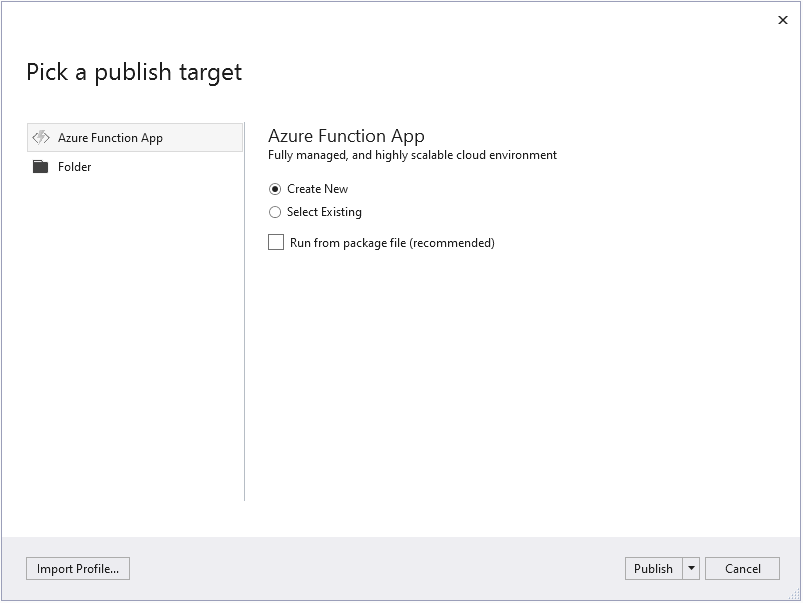 Pick a publish target
Azure Function App
Folder
Azure Function App
Fully managed, and highly scalable cloud environment
Create New
Select Existing
Run from package file (recommended)
Import Profile...
Publish
Cancel